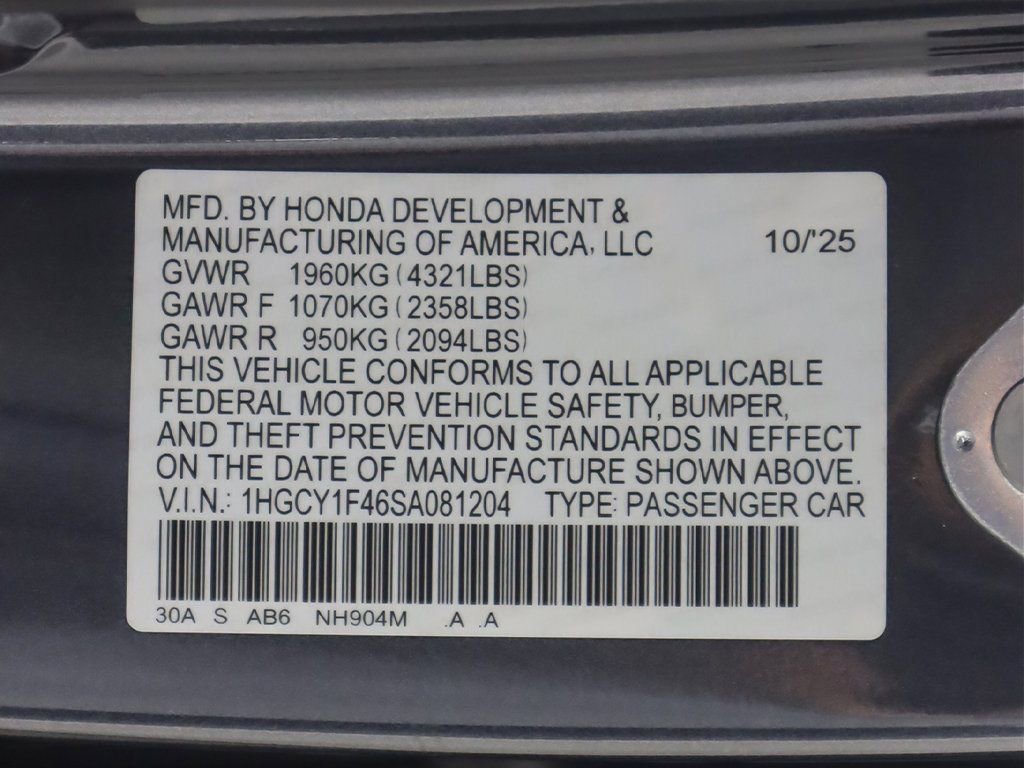 MFD. BY HONDA DEVELOPMENT &
MANUFACTURING OF AMERICA, LLC 10/'25
GVWR 1960KG (4321LBS)
GAWR F 1070KG (2358LBS)
GAWR R 950KG (2094LBS)
THIS VEHICLE CONFORMS TO ALL APPLICABLE
FEDERAL MOTOR VEHICLE SAFETY, BUMPER,
AND THEFT PREVENTION STANDARDS IN EFFECT
ON THE DATE OF MANUFACTURE SHOWN ABOVE.
V.I.N.: 1HGCY1F46SA081204 TYPE: PASSENGER CAR
30A S AB6 NH904M .A .A